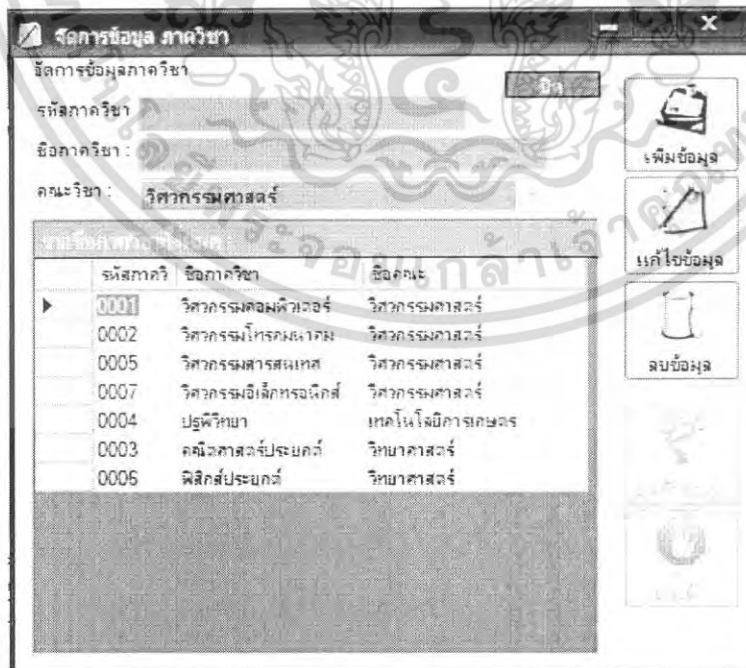 จัดการข้อมูล ภาควิชา
จัดการข้อมูลภาควิชา
ปิด
รหัสภาควิชา
ชื่อภาควิชา :
คณะวิชา : วิศวกรรมศาสตร์
รหัสภาควิ ชื่อภาควิชา ชื่อคณะ
0001 วิศวกรรมคอมพิวเตอร์ วิศวกรรมศาสตร์
0002 วิศวกรรมโทรคมนาคม วิศวกรรมศาสตร์
0005 วิศวกรรมสารสนเทศ วิศวกรรมศาสตร์
0007 วิศวกรรมอิเล็กทรอนิกส์ วิศวกรรมศาสตร์
0004 ปฐพีวิทยา เทคโนโลยีการเกษตร
0003 คณิตศาสตร์ประยุกต์ วิทยาศาสตร์
0006 ฟิสิกส์ประยุกต์ วิทยาศาสตร์
เพิ่มข้อมูล
แก้ไขข้อมูล
ลบข้อมูล